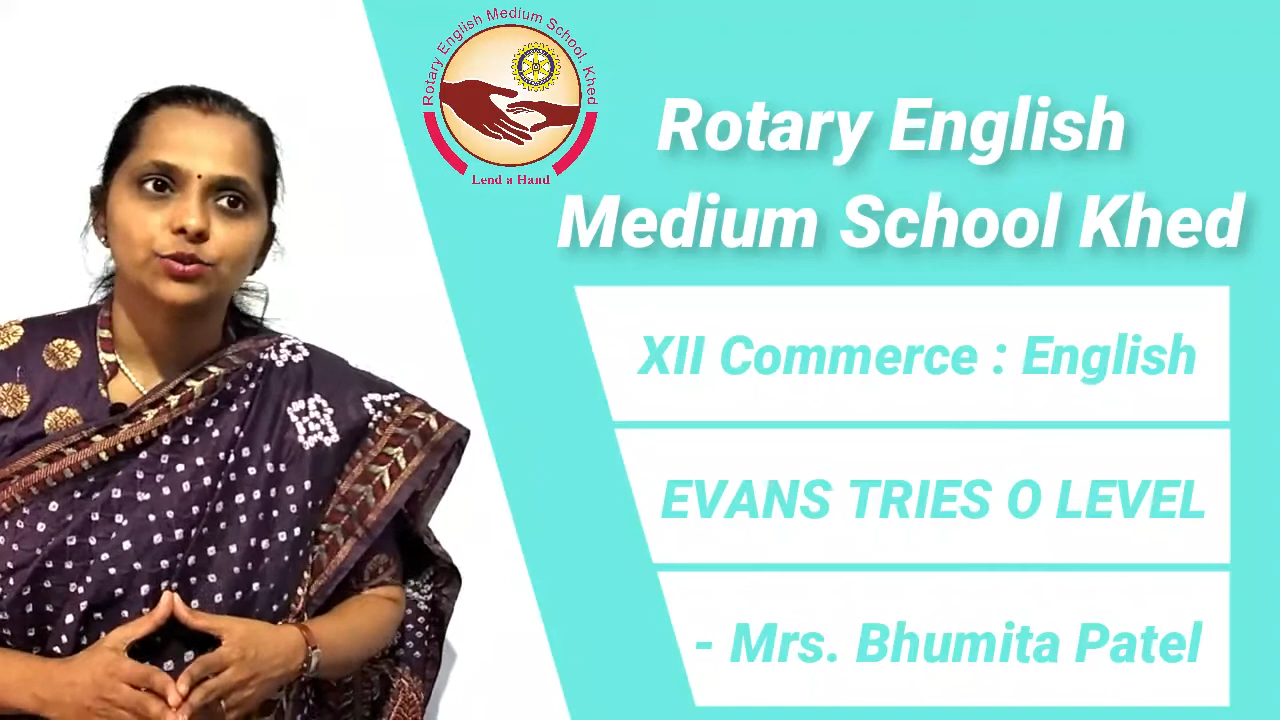 Rotary English Medium School, Khed
Lend a Hand
Rotary English
Medium School Khed
XII Commerce : English
EVANS TRIES O LEVEL
- Mrs. Bhumita Patel